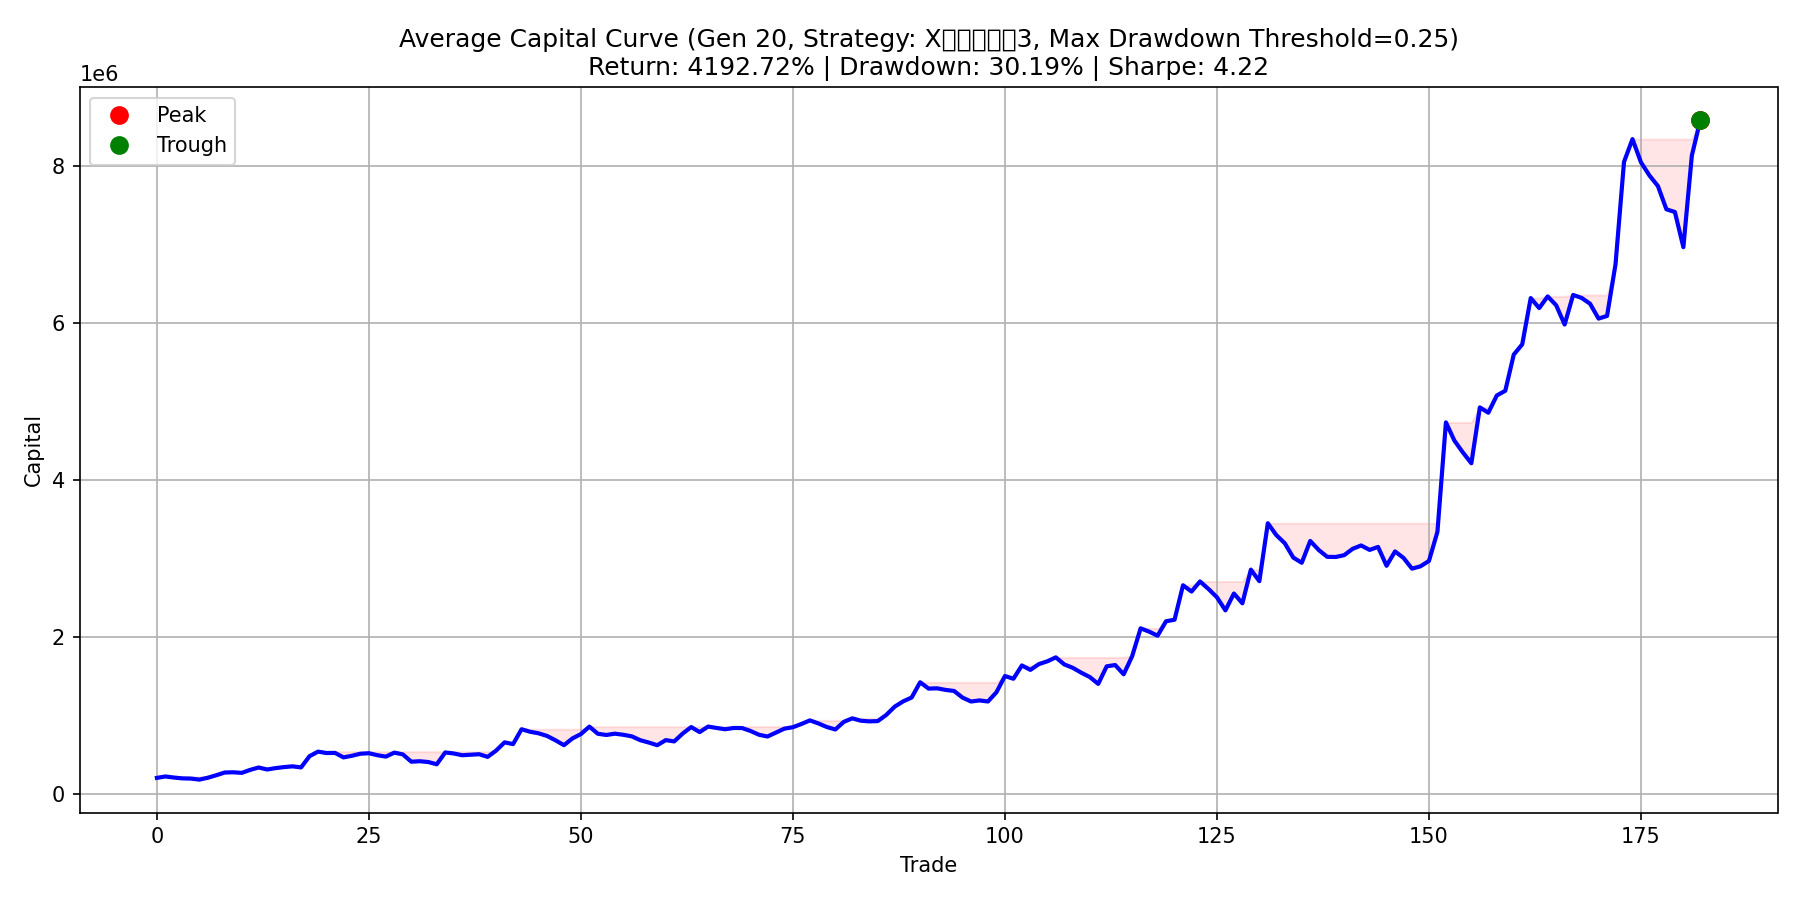 Average Capital Curve (Gen 20, Strategy: X□□□□□3, Max Drawdown Threshold=0.25)
Return: 4192.72% | Drawdown: 30.19% | Sharpe: 4.22
1e6
Peak
Trough
8
6
4
2
0
Capital
0 25 50 75 100 125 150 175
Trade